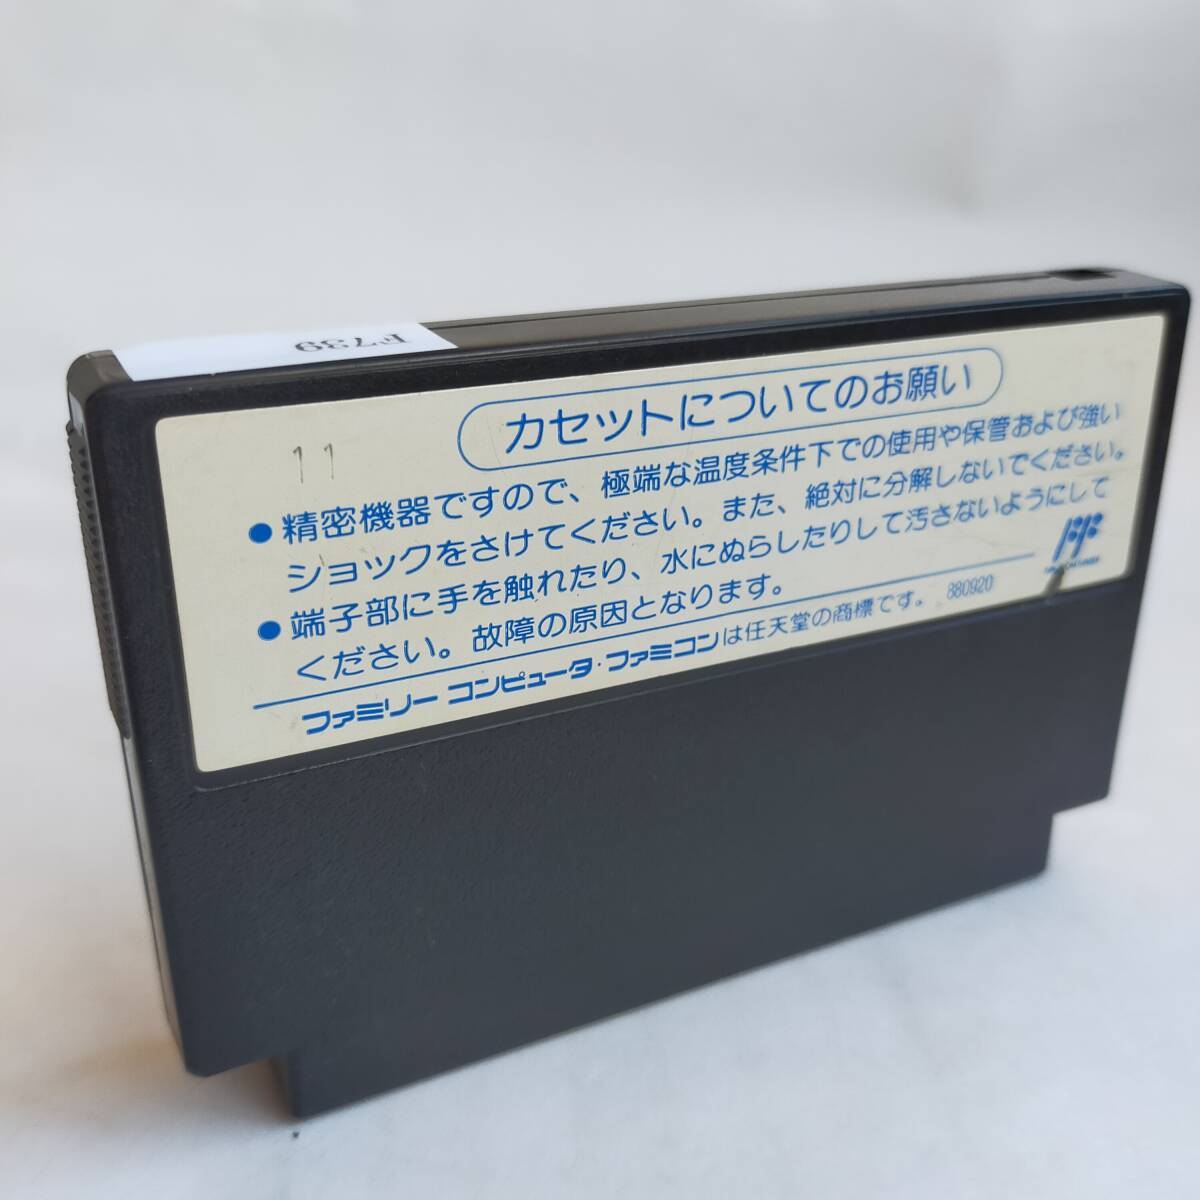 F739
カセットについてのお願い
11
●精密機器ですので、極端な温度条件下での使用や保管および強い
ショックをさけてください。また、絶対に分解しないでください。
●端子部に手を触れたり、水にぬらしたりして汚さないようにして
ください。故障の原因となります。
ファミリーコンピュータ・ファミコンは任天堂の商標です。 880920